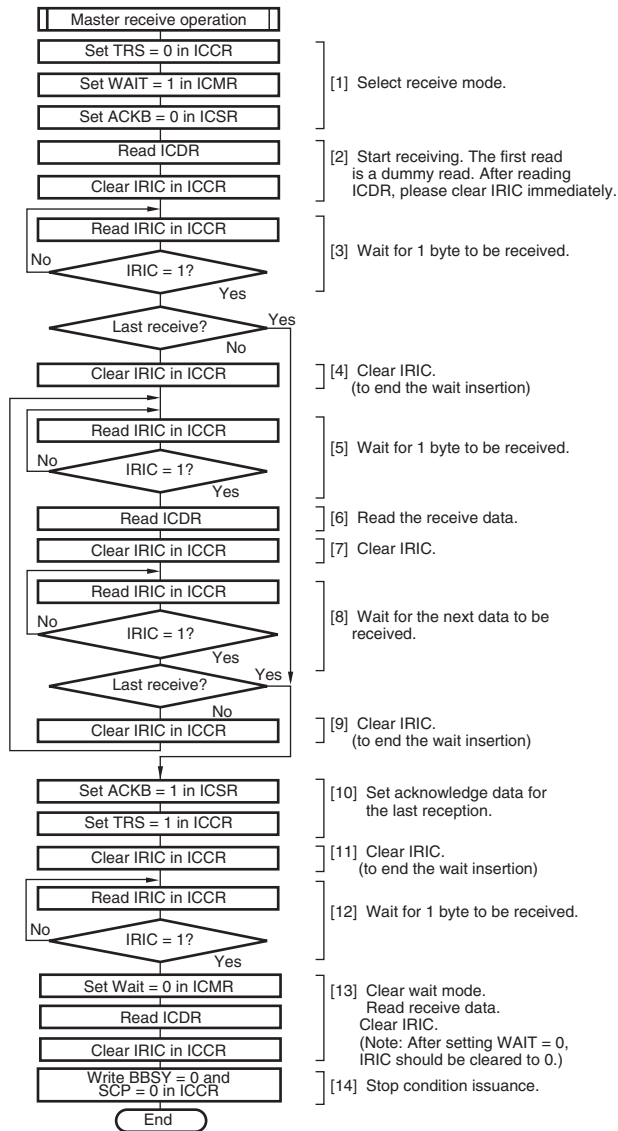 Master receive operation
Set TRS = 0 in ICCR
Set WAIT = 1 in ICMR
Set ACKB = 0 in ICSR
[1] Select receive mode.
Read ICDR
Clear IRIC in ICCR
[2] Start receiving. The first read
is a dummy read. After reading
ICDR, please clear IRIC immediately.
Read IRIC in ICCR
No
IRIC = 1?
Yes
[3] Wait for 1 byte to be received.
Last receive?
Yes
No
Clear IRIC in ICCR
[4] Clear IRIC.
(to end the wait insertion)
Read IRIC in ICCR
No
IRIC = 1?
Yes
[5] Wait for 1 byte to be received.
Read ICDR
[6] Read the receive data.
Clear IRIC in ICCR
[7] Clear IRIC.
Read IRIC in ICCR
No
IRIC = 1?
Yes
[8] Wait for the next data to be
received.
Last receive?
Yes
No
Clear IRIC in ICCR
[9] Clear IRIC.
(to end the wait insertion)
Set ACKB = 1 in ICSR
Set TRS = 1 in ICCR
[10] Set acknowledge data for
the last reception.
Clear IRIC in ICCR
[11] Clear IRIC.
(to end the wait insertion)
Read IRIC in ICCR
No
IRIC = 1?
Yes
[12] Wait for 1 byte to be received.
Set Wait = 0 in ICMR
Read ICDR
Clear IRIC in ICCR
[13] Clear wait mode.
Read receive data.
Clear IRIC.
(Note: After setting WAIT = 0,
IRIC should be cleared to 0.)
Write BBSY = 0 and
SCP = 0 in ICCR
[14] Stop condition issuance.
End